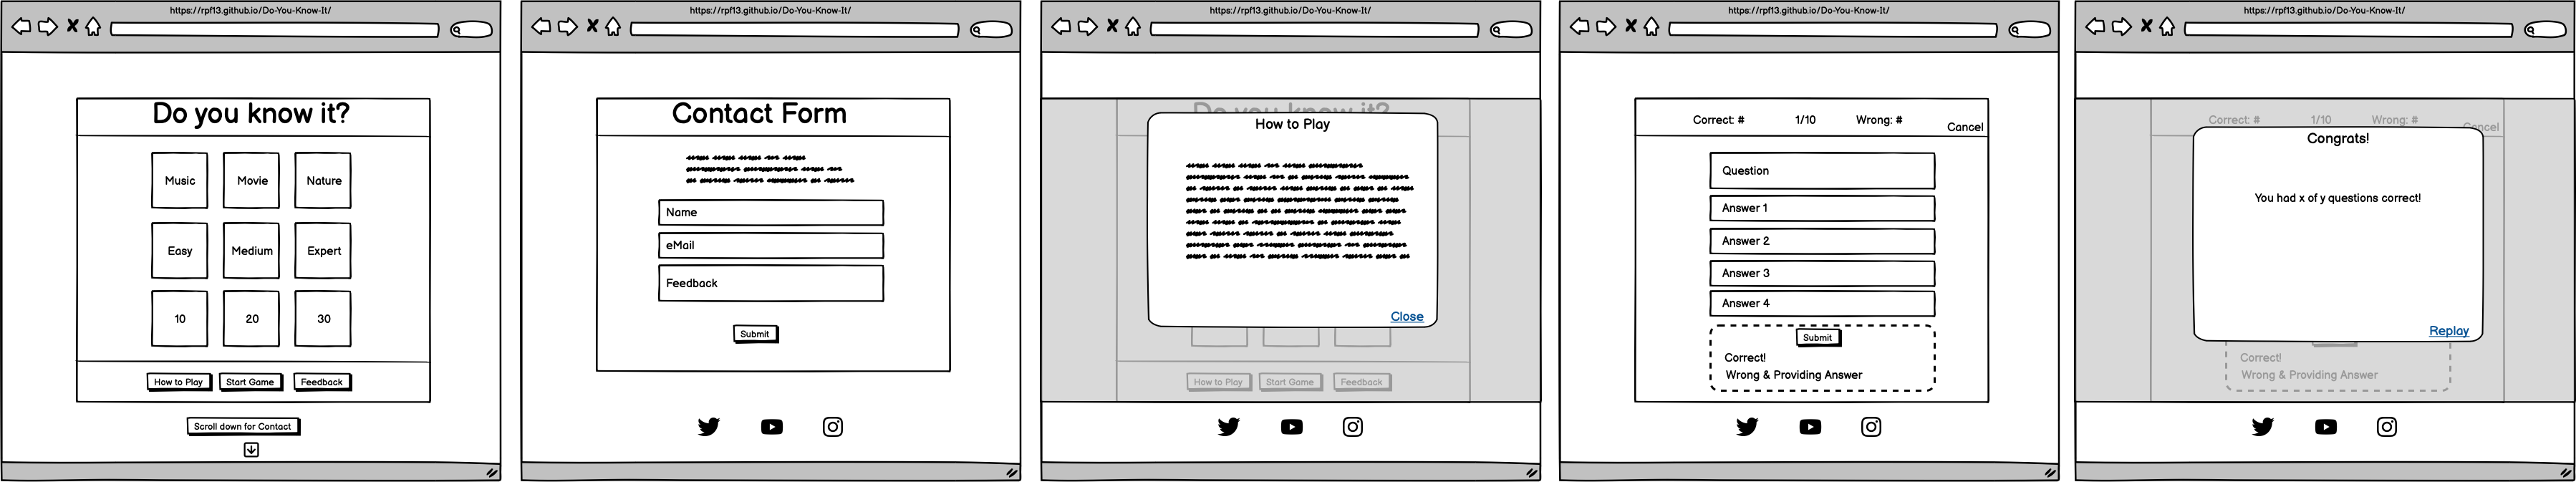 https://rpf13.github.io/Do-You-Know-It/
Do you know it?
Music Movie Nature
Easy Medium Expert
10 20 30
How to Play Start Game Feedback
Scroll down for Contact
https://rpf13.github.io/Do-You-Know-It/
Contact Form
Name
eMail
Feedback
Submit
https://rpf13.github.io/Do-You-Know-It/
Do you know it?
How to Play
Close
How to Play Start Game Feedback
https://rpf13.github.io/Do-You-Know-It/
Correct: # 1/10 Wrong: #
Cancel
Question
Answer 1
Answer 2
Answer 3
Answer 4
Submit
Correct!
Wrong & Providing Answer
https://rpf13.github.io/Do-You-Know-It/
Correct: # 1/10 Wrong: #
Cancel
Congrats!
You had x of y questions correct!
Replay
Correct!
Wrong & Providing Answer